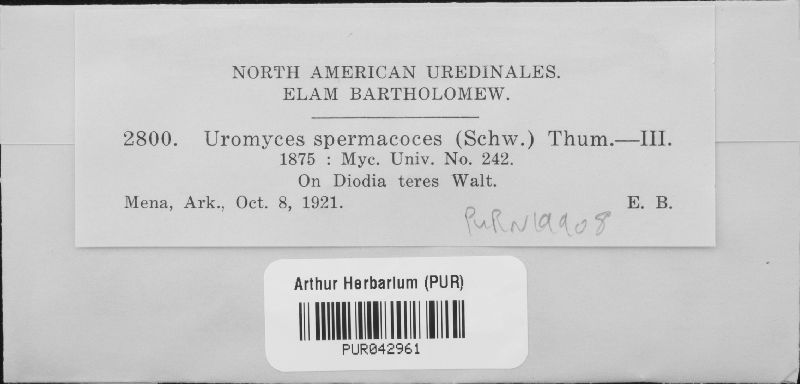 NORTH AMERICAN UREDINALES.
ELAM BARTHOLOMEW.
2800. Uromyces spermacoces (Schw.) Thum.—III.
1875 : Myc. Univ. No. 242.
On Diodia teres Walt.
Mena, Ark., Oct. 8, 1921. E. B.
PURN19908
Arthur Herbarium (PUR)
PUR042961